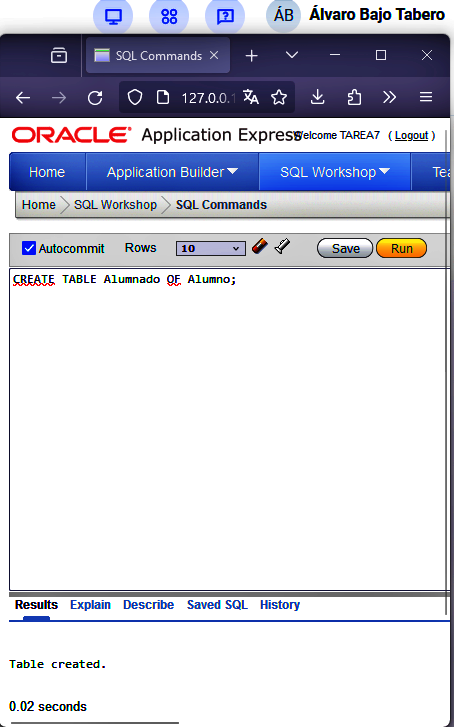 ÁB Álvaro Bajo Tabero
SQL Commands
127.0.0.1
ORACLE® Application Express Welcome TAREA7 ( Logout )
Home Application Builder SQL Workshop
Home SQL Workshop SQL Commands
Autocommit Rows 10 Save Run
CREATE TABLE Alumnado OF Alumno;
Results Explain Describe Saved SQL History
Table created.
0.02 seconds